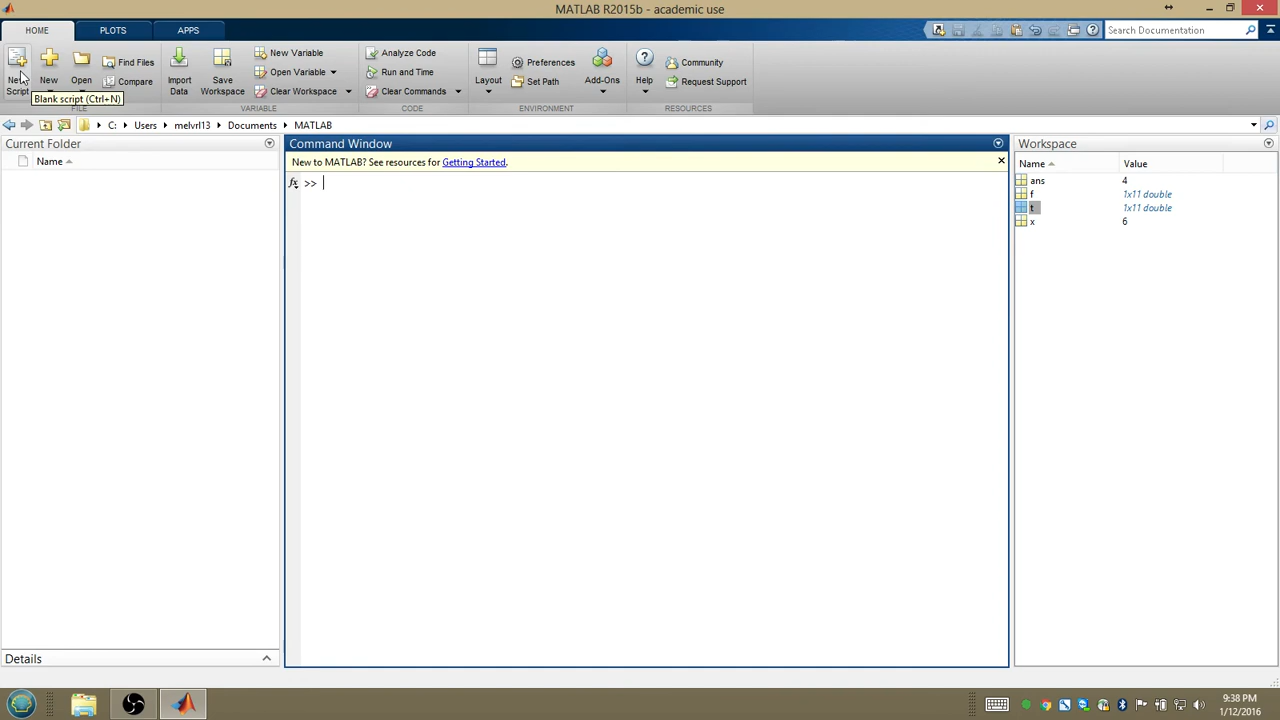 MATLAB R2015b - academic use
HOME
PLOTS
APPS
Search Documentation
New
Script
New
Open
Find Files
Compare
Import
Data
Save
Workspace
New Variable
Open Variable
Clear Workspace
Analyze Code
Run and Time
Clear Commands
Layout
Preferences
Set Path
Add-Ons
Help
Community
Request Support
Blank script (Ctrl+N)
FILE
VARIABLE
CODE
ENVIRONMENT
RESOURCES
C:
Users
melvrl13
Documents
MATLAB
Current Folder
Name
Command Window
New to MATLAB? See resources for Getting Started.
fx >>
Workspace
Name
Value
ans
4
f
1x11 double
t
1x11 double
x
6
Details
9:38 PM
1/12/2016